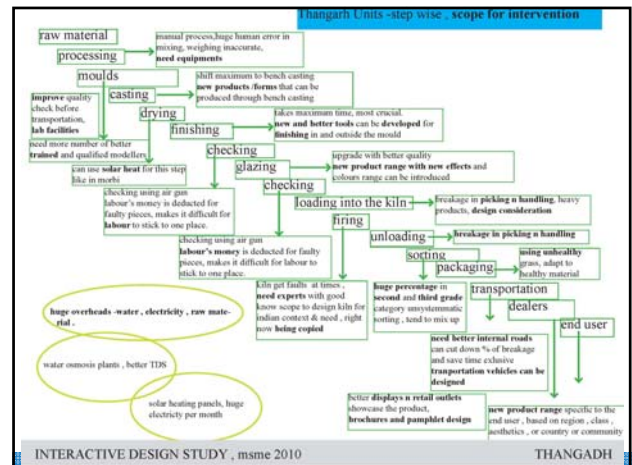 Thangarh Units -step wise , scope for intervention
raw material
manual process,huge human error in
mixing, weighing inaccurate,
need equipments
processing
moulds
shift maximum to bench casting
new products /forms that can be
produced through bench casting
casting
improve quality
check before
transportation,
lab facilities
drying
takes maximum time, most crucial.
new and better tools can be developed for
finishing in and outside the mould
finishing
need more number of better
trained and qualified modellers
checking
upgrade with better quality
new product range with new effects and
colours range can be introduced
glazing
can use solar heat for this step
like in morbi
checking
checking using air gun
labour's money is deducted for
faulty pieces, makes it difficult for
labour to stick to one place.
loading into the kiln
breakage in picking n handling, heavy
products, design consideration
firing
unloading
breakage in picking n handling
checking using air gun
labour's money is deducted for faulty
pieces, makes it difficult for labour to
stick to one place.
sorting
using unhealthy
grass, adapt to
healthy material
packaging
kiln get faults at times ,
need experts with good
know scope to design kiln for
indian context & need , right
now being copied
huge percentage in
second and third grade
category unsystemmatic
sorting , tend to mix up
transportation
dealers
end user
huge overheads -water , electricity , raw mate-
rial ,
need better internal roads
can cut down % of breakage
and save time exlusive
tranportation vehicles can be
designed
water osmosis plants , better TDS
solar heating panels, huge
electricty per month
better displays n retail outlets
showcase the product,
brochures and pamphlet design
new product range specific to the
end user , based on region , class ,
aesthetics , or country or community
INTERACTIVE DESIGN STUDY , msme 2010
THANGADH